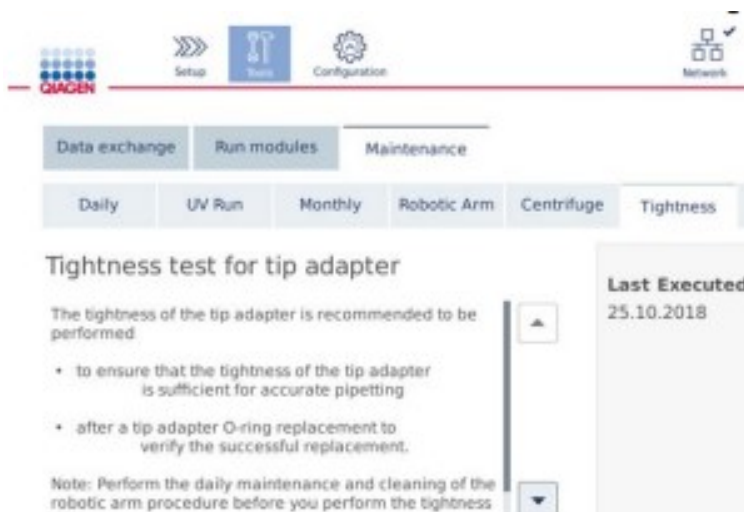 QIAGEN
Setup
Tools
Configuration
Network
Data exchange
Run modules
Maintenance
Daily
UV Run
Monthly
Robotic Arm
Centrifuge
Tightness
Tightness test for tip adapter
The tightness of the tip adapter is recommended to be
performed
• to ensure that the tightness of the tip adapter
is sufficient for accurate pipetting
• after a tip adapter O-ring replacement to
verify the successful replacement.
Note: Perform the daily maintenance and cleaning of the
robotic arm procedure before you perform the tightness
Last Executed
25.10.2018